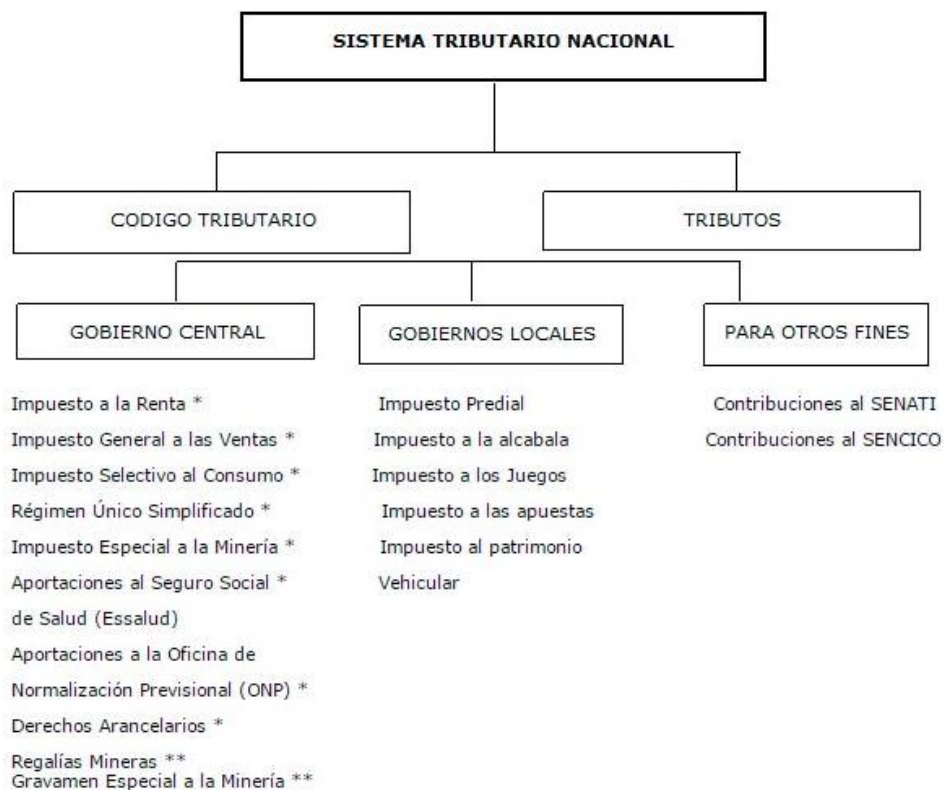 SISTEMA TRIBUTARIO NACIONAL
CODIGO TRIBUTARIO
TRIBUTOS
GOBIERNO CENTRAL
GOBIERNOS LOCALES
PARA OTROS FINES
Impuesto a la Renta *
Impuesto General a las Ventas *
Impuesto Selectivo al Consumo *
Régimen Único Simplificado *
Impuesto Especial a la Minería *
Aportaciones al Seguro Social *
de Salud (Essalud)
Aportaciones a la Oficina de
Normalización Previsional (ONP) *
Derechos Arancelarios *
Regalías Mineras **
Gravamen Especial a la Minería **
Impuesto Predial
Impuesto a la alcabala
Impuesto a los Juegos
Impuesto a las apuestas
Impuesto al patrimonio
Vehicular
Contribuciones al SENATI
Contribuciones al SENCICO